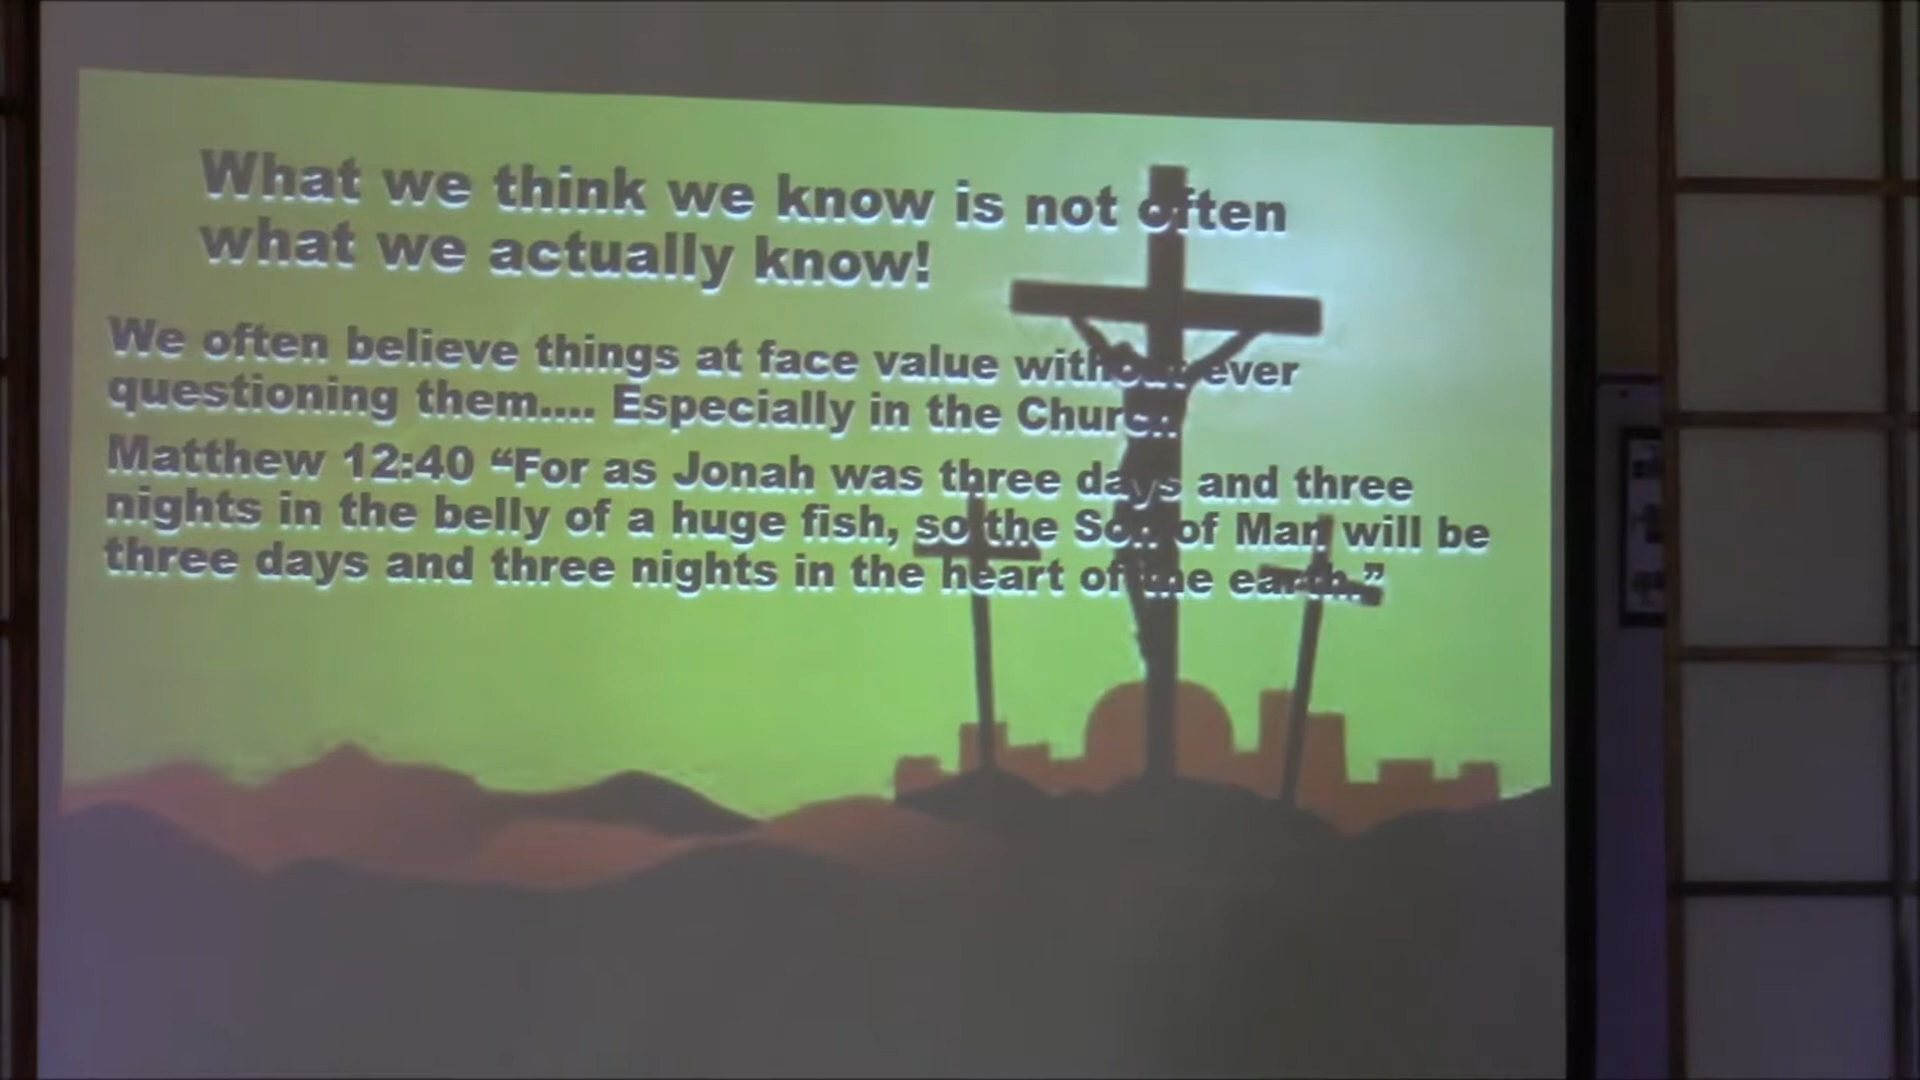 What we think we know is not often
what we actually know!
We often believe things at face value without ever
questioning them.... Especially in the Church.
Matthew 12:40 “For as Jonah was three days and three
nights in the belly of a huge fish, so the Son of Man will be
three days and three nights in the heart of the earth.”